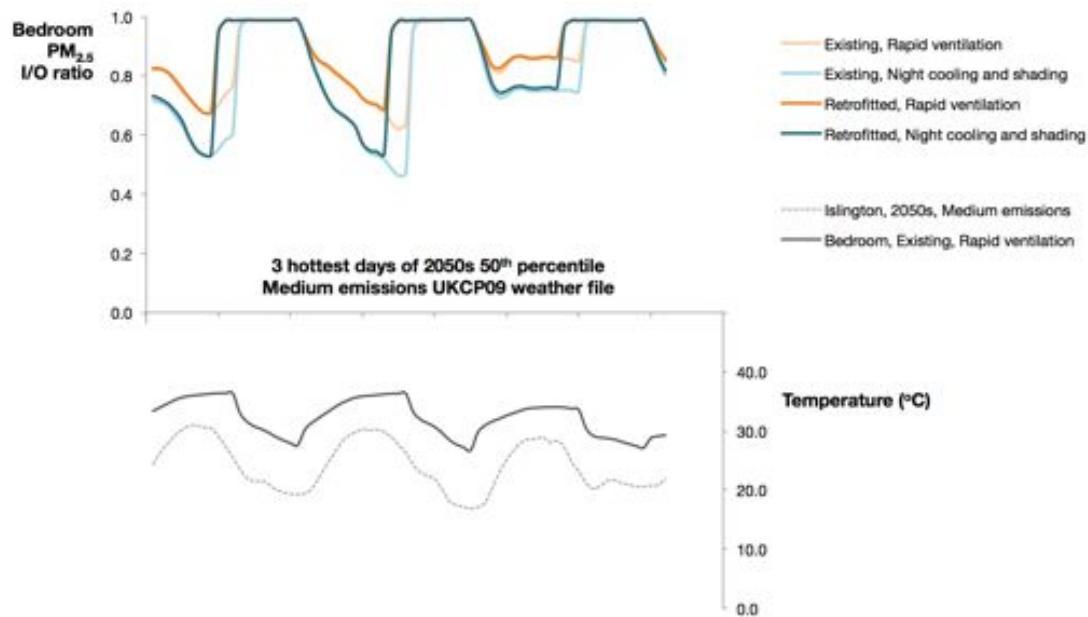 Bedroom
PM2.5
I/O ratio
1.0
0.8
0.6
0.4
0.2
0.0
3 hottest days of 2050s 50th percentile
Medium emissions UKCP09 weather file
Existing, Rapid ventilation
Existing, Night cooling and shading
Retrofitted, Rapid ventilation
Retrofitted, Night cooling and shading
Islington, 2050s, Medium emissions
Bedroom, Existing, Rapid ventilation
40.0
30.0
20.0
10.0
0.0
Temperature (ºC)